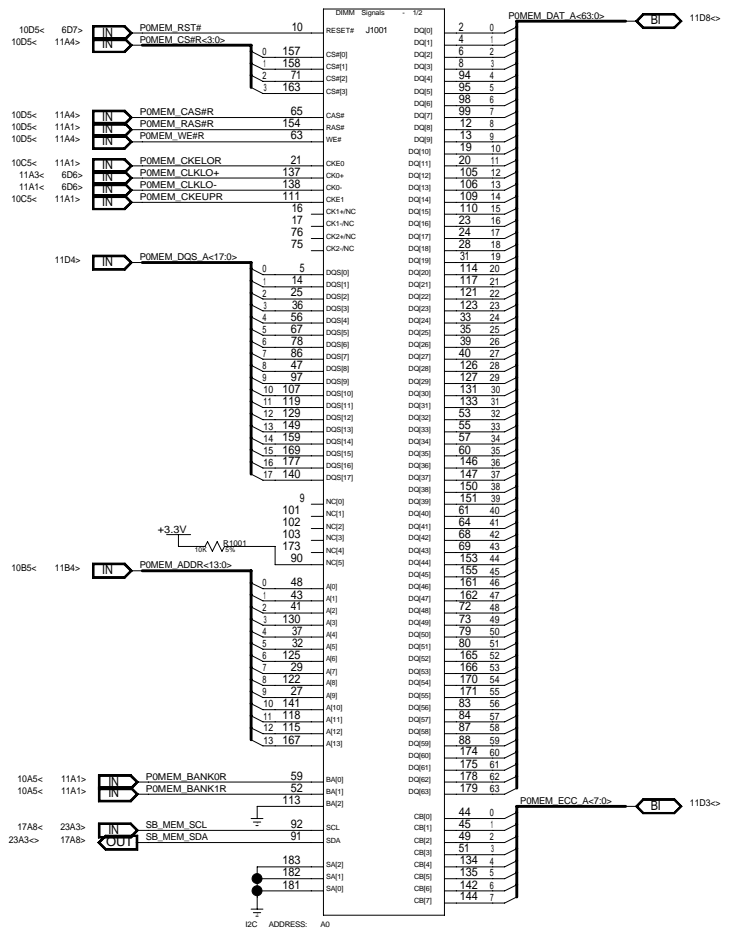 DIMM Signals - 1/2
10D5< 6D7> IN P0MEM_RST# 10 RESET# J1001
10D5< 11A4> IN P0MEM_CS#R<3:0>
0 157 CS#[0]
1 158 CS#[1]
2 71 CS#[2]
3 163 CS#[3]
10D5< 11A4> IN P0MEM_CAS#R 65 CAS#
10D5< 11A1> IN P0MEM_RAS#R 154 RAS#
10D5< 11A4> IN P0MEM_WE#R 63 WE#
10C5< 11A1> IN P0MEM_CKELOR 21 CKE0
11A3< 6D6> IN P0MEM_CLKLO+ 137 CK0+
11A1< 6D6> IN P0MEM_CLKLO- 138 CK0-
10C5< 11A1> IN P0MEM_CKEUPR 111 CKE1
16 CK1+/NC
17 CK1-/NC
76 CK2+/NC
75 CK2-/NC
11D4> IN P0MEM_DQS_A<17:0>
0 5 DQS[0]
1 14 DQS[1]
2 25 DQS[2]
3 36 DQS[3]
4 56 DQS[4]
5 67 DQS[5]
6 78 DQS[6]
7 86 DQS[7]
8 47 DQS[8]
9 97 DQS[9]
10 107 DQS[10]
11 119 DQS[11]
12 129 DQS[12]
13 149 DQS[13]
14 159 DQS[14]
15 169 DQS[15]
16 177 DQS[16]
17 140 DQS[17]
9 NC[0]
101 NC[1]
102 NC[2]
103 NC[3]
173 NC[4]
90 NC[5]
+3.3V
R1001
10K 5%
10B5< 11B4> IN P0MEM_ADDR<13:0>
0 48 A[0]
1 43 A[1]
2 41 A[2]
3 130 A[3]
4 37 A[4]
5 32 A[5]
6 125 A[6]
7 29 A[7]
8 122 A[8]
9 27 A[9]
10 141 A[10]
11 118 A[11]
12 115 A[12]
13 167 A[13]
10A5< 11A1> IN P0MEM_BANK0R 59 BA[0]
10A5< 11A1> IN P0MEM_BANK1R 52 BA[1]
113 BA[2]
17A8< 23A3> IN SB_MEM_SCL 92 SCL
23A3<> 17A8> OUT SB_MEM_SDA 91 SDA
183 SA[2]
182 SA[1]
181 SA[0]
I2C ADDRESS: A0
P0MEM_DAT_A<63:0> BI 11D8<>
DQ[0] 2 0
DQ[1] 4 1
DQ[2] 6 2
DQ[3] 8 3
DQ[4] 94 4
DQ[5] 95 5
DQ[6] 98 6
DQ[7] 99 7
DQ[8] 12 8
DQ[9] 13 9
DQ[10] 19 10
DQ[11] 20 11
DQ[12] 105 12
DQ[13] 106 13
DQ[14] 109 14
DQ[15] 110 15
DQ[16] 23 16
DQ[17] 24 17
DQ[18] 28 18
DQ[19] 31 19
DQ[20] 114 20
DQ[21] 117 21
DQ[22] 121 22
DQ[23] 123 23
DQ[24] 33 24
DQ[25] 35 25
DQ[26] 39 26
DQ[27] 40 27
DQ[28] 126 28
DQ[29] 127 29
DQ[30] 131 30
DQ[31] 133 31
DQ[32] 53 32
DQ[33] 55 33
DQ[34] 57 34
DQ[35] 60 35
DQ[36] 146 36
DQ[37] 147 37
DQ[38] 150 38
DQ[39] 151 39
DQ[40] 61 40
DQ[41] 64 41
DQ[42] 68 42
DQ[43] 69 43
DQ[44] 153 44
DQ[45] 155 45
DQ[46] 161 46
DQ[47] 162 47
DQ[48] 72 48
DQ[49] 73 49
DQ[50] 79 50
DQ[51] 80 51
DQ[52] 165 52
DQ[53] 166 53
DQ[54] 170 54
DQ[55] 171 55
DQ[56] 83 56
DQ[57] 84 57
DQ[58] 87 58
DQ[59] 88 59
DQ[60] 174 60
DQ[61] 175 61
DQ[62] 178 62
DQ[63] 179 63
P0MEM_ECC_A<7:0> BI 11D3<>
CB[0] 44 0
CB[1] 45 1
CB[2] 49 2
CB[3] 51 3
CB[4] 134 4
CB[5] 135 5
CB[6] 142 6
CB[7] 144 7